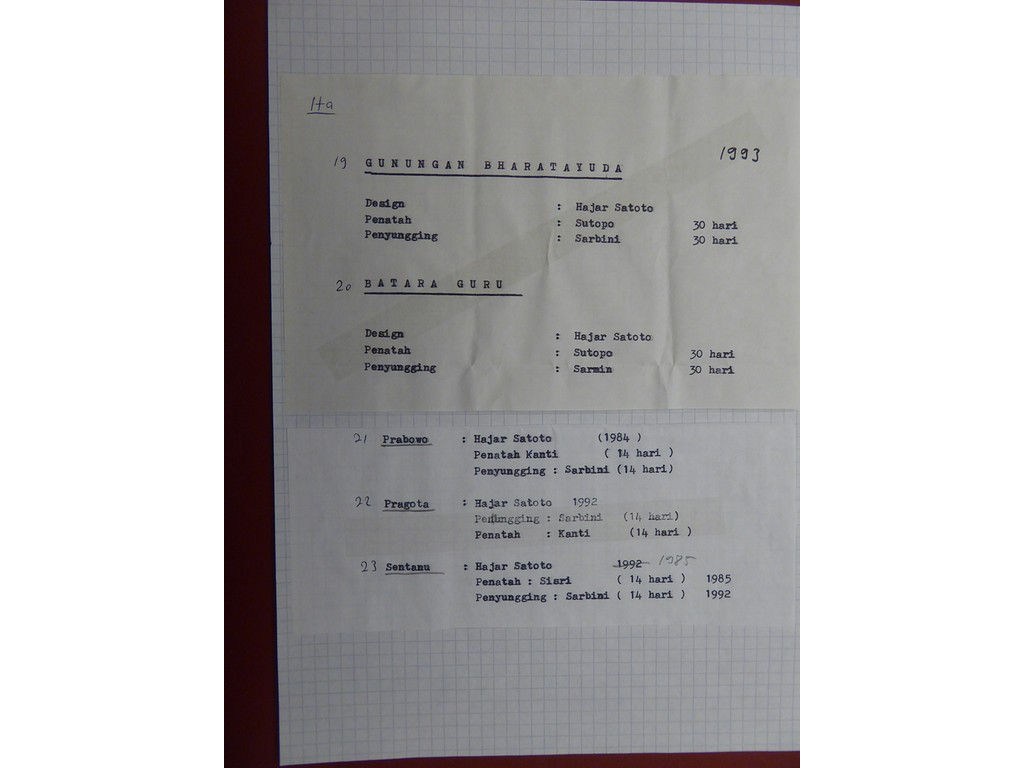 19 GUNUNGAN BHARATAYUDA 1993
Design : Hajar Satoto
Penatah : Sutopo 30 hari
Penyungging : Sarbini 30 hari
20 BATARA GURU
Design : Hajar Satoto
Penatah : Sutopo 30 hari
Penyungging : Sarmin 30 hari
21 Prabowo : Hajar Satoto (1984 )
Penatah Kanti ( 14 hari )
Penyungging : Sarbini (14 hari)
22 Pragota : Hajar Satoto 1992
: Sarbini (14 hari)
Penatah : Kanti (14 hari )
23 Sentanu : Hajar Satoto 1992 1985
Penatah : Sisri ( 14 hari ) 1985
Penyungging : Sarbini ( 14 hari ) 1992